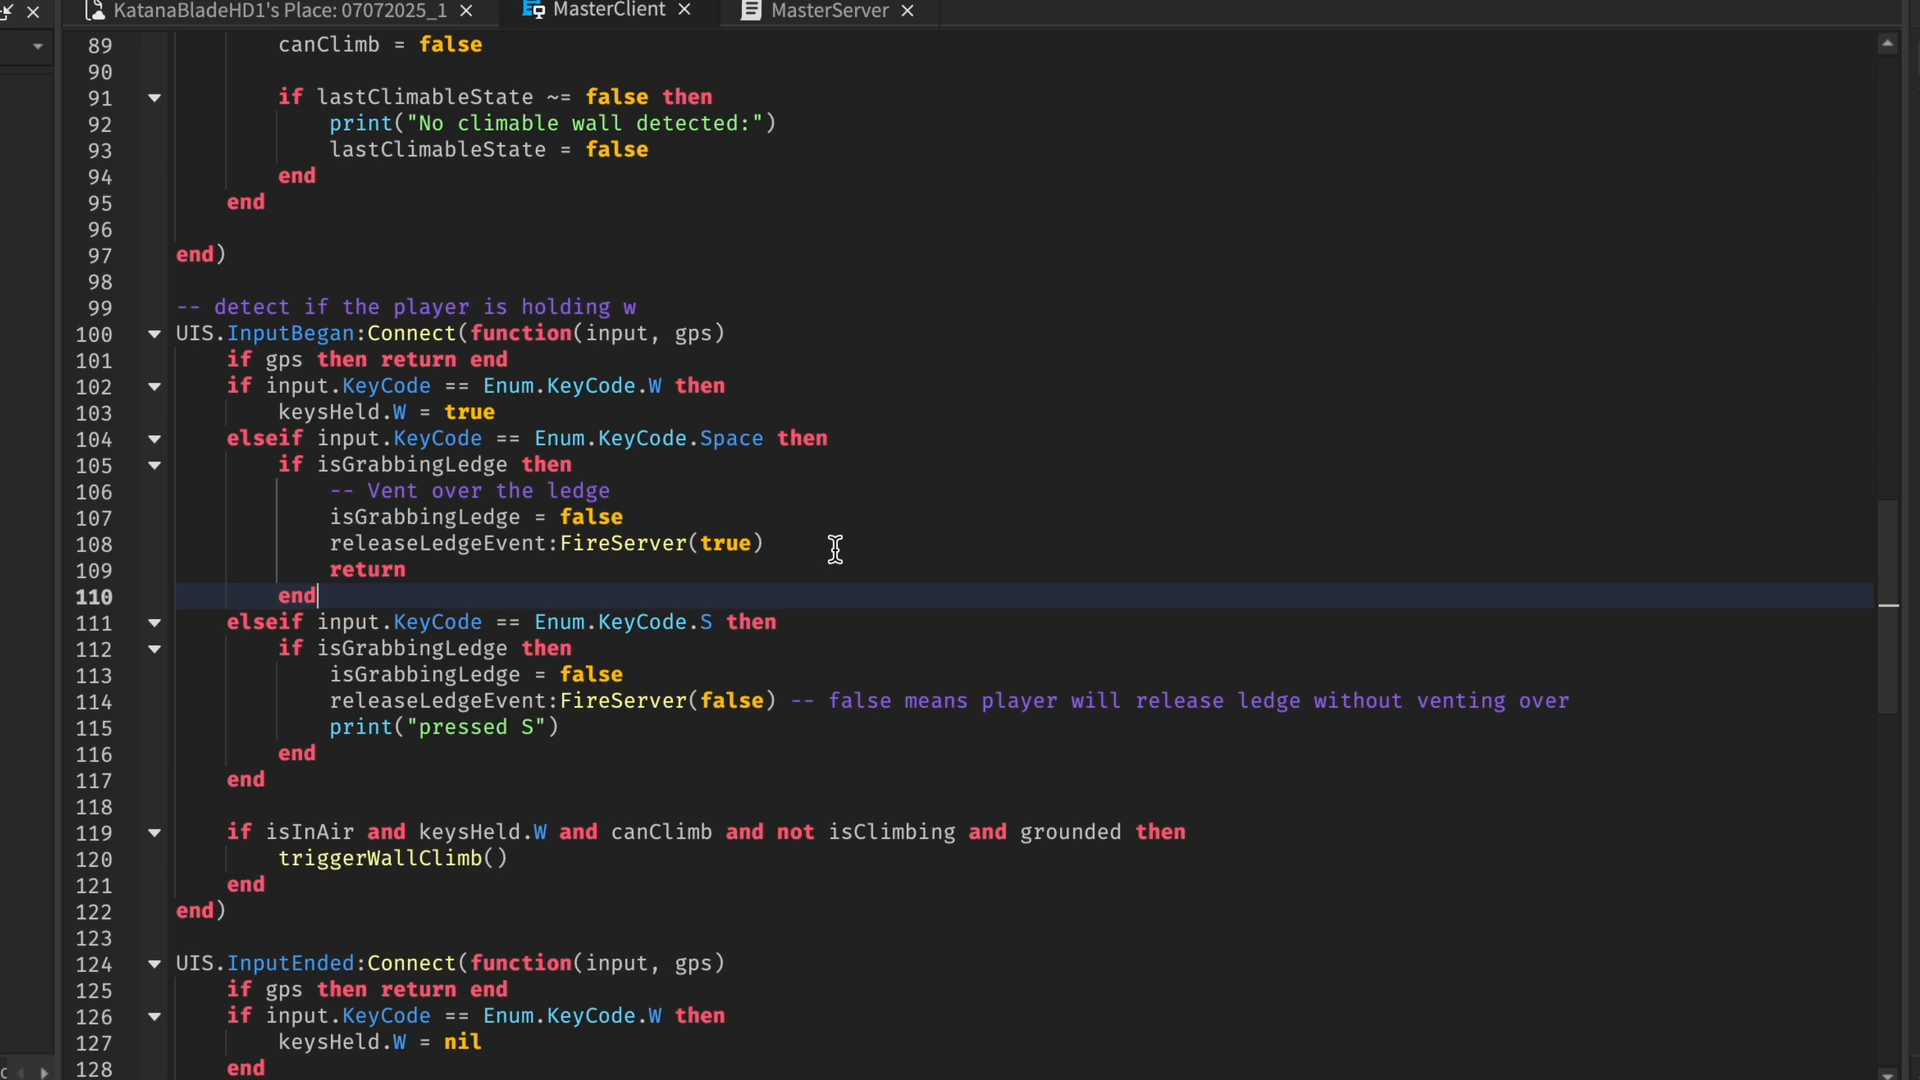 KatanaBladeHD1's Place: 07072025_1 MasterClient MasterServer
89 canClimb = false
90
91 if lastClimableState ~= false then
92 print("No climable wall detected:")
93 lastClimableState = false
94 end
95 end
96
97 end)
98
99 -- detect if the player is holding w
100 UIS.InputBegan:Connect(function(input, gps)
101 if gps then return end
102 if input.KeyCode == Enum.KeyCode.W then
103 keysHeld.W = true
104 elseif input.KeyCode == Enum.KeyCode.Space then
105 if isGrabbingLedge then
106 -- Vent over the ledge
107 isGrabbingLedge = false
108 releaseLedgeEvent:FireServer(true)
109 return
110 end
111 elseif input.KeyCode == Enum.KeyCode.S then
112 if isGrabbingLedge then
113 isGrabbingLedge = false
114 releaseLedgeEvent:FireServer(false) -- false means player will release ledge without venting over
115 print("pressed S")
116 end
117 end
118
119 if isInAir and keysHeld.W and canClimb and not isClimbing and grounded then
120 triggerWallClimb()
121 end
122 end)
123
124 UIS.InputEnded:Connect(function(input, gps)
125 if gps then return end
126 if input.KeyCode == Enum.KeyCode.W then
127 keysHeld.W = nil
128 end